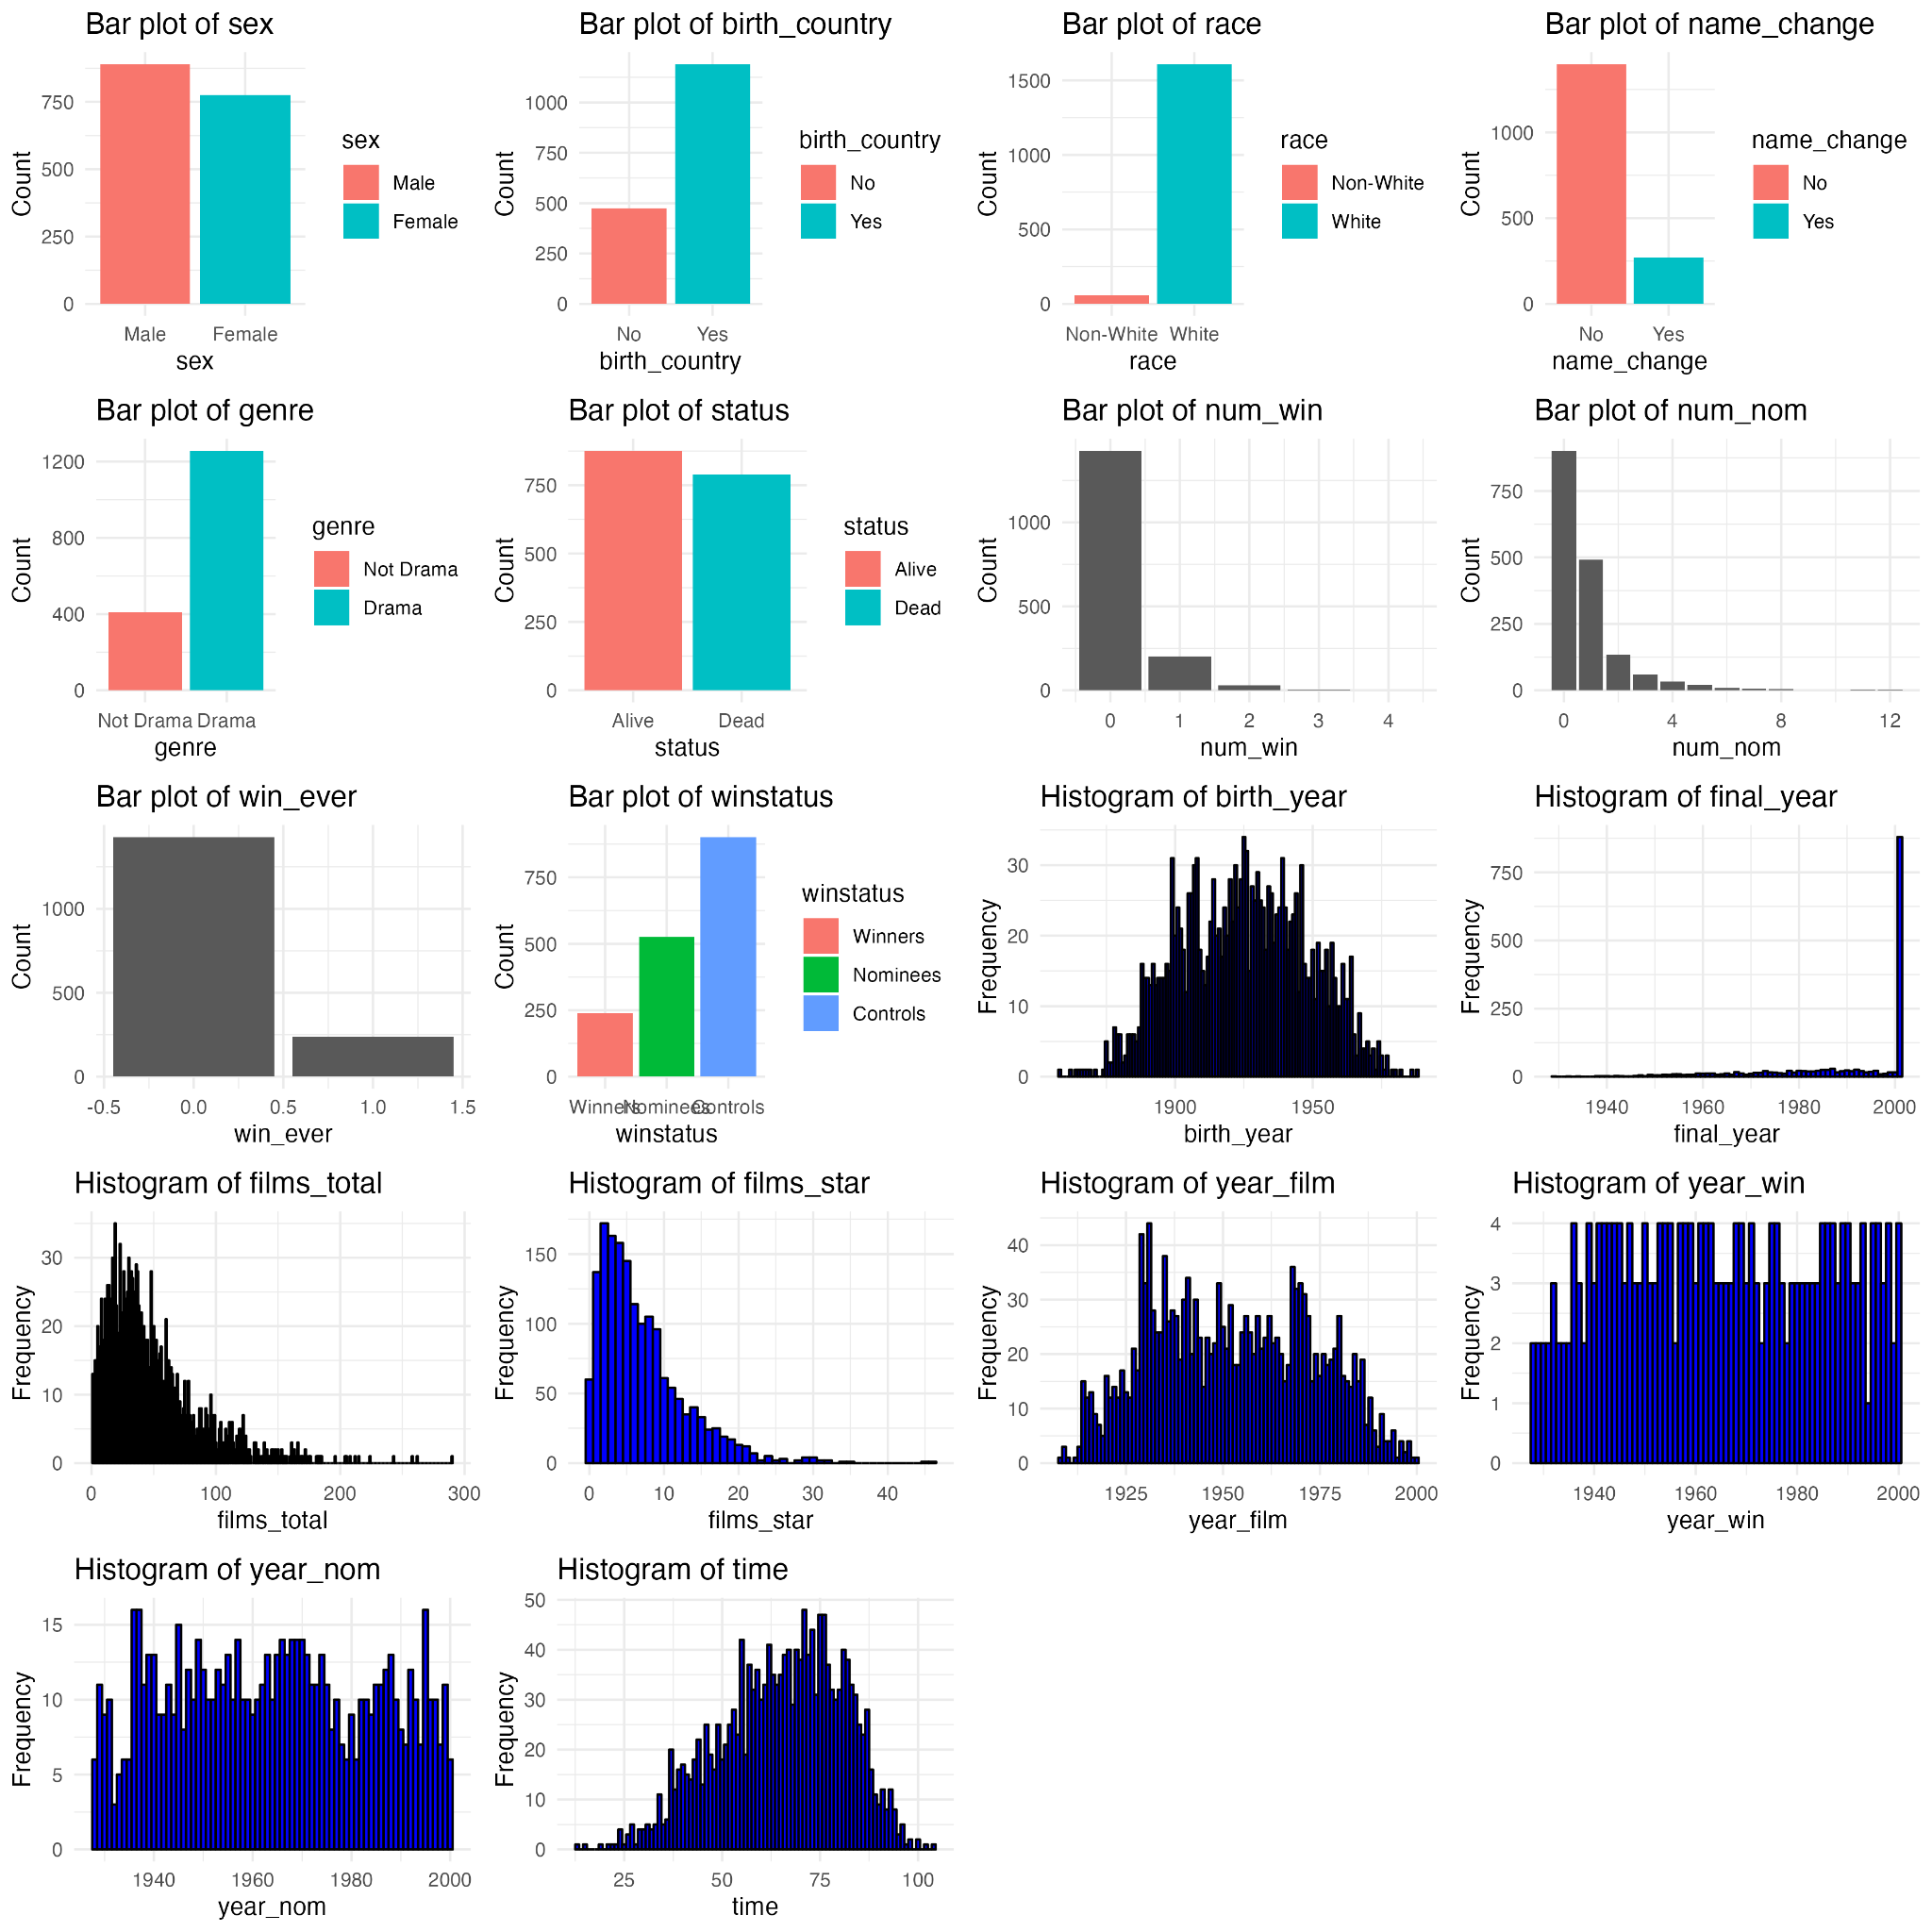 Bar plot of sex
Count
750
500
250
0
Male
Female
sex
sex
Male
Female
Bar plot of birth_country
Count
1000
750
500
250
0
No
Yes
birth_country
birth_country
No
Yes
Bar plot of race
Count
1500
1000
500
0
Non-White
White
race
race
Non-White
White
Bar plot of name_change
Count
1000
500
0
No
Yes
name_change
name_change
No
Yes
Bar plot of genre
Count
1200
800
400
0
Not Drama
Drama
genre
genre
Not Drama
Drama
Bar plot of status
Count
750
500
250
0
Alive
Dead
status
status
Alive
Dead
Bar plot of num_win
Count
1000
500
0
0
1
2
3
4
num_win
Bar plot of num_nom
Count
750
500
250
0
0
4
8
12
num_nom
Bar plot of win_ever
Count
1000
500
0
-0.5
0.0
0.5
1.0
1.5
win_ever
Bar plot of winstatus
Count
750
500
250
0
Winners
Nominees
Controls
winstatus
winstatus
Winners
Nominees
Controls
Histogram of birth_year
Frequency
30
20
10
0
1900
1950
birth_year
Histogram of final_year
Frequency
750
500
250
0
1940
1960
1980
2000
final_year
Histogram of films_total
Frequency
30
20
10
0
0
100
200
300
films_total
Histogram of films_star
Frequency
150
100
50
0
0
10
20
30
40
films_star
Histogram of year_film
Frequency
40
30
20
10
0
1925
1950
1975
2000
year_film
Histogram of year_win
Frequency
4
3
2
1
0
1940
1960
1980
2000
year_win
Histogram of year_nom
Frequency
15
10
5
0
1940
1960
1980
2000
year_nom
Histogram of time
Frequency
50
40
30
20
10
0
25
50
75
100
time